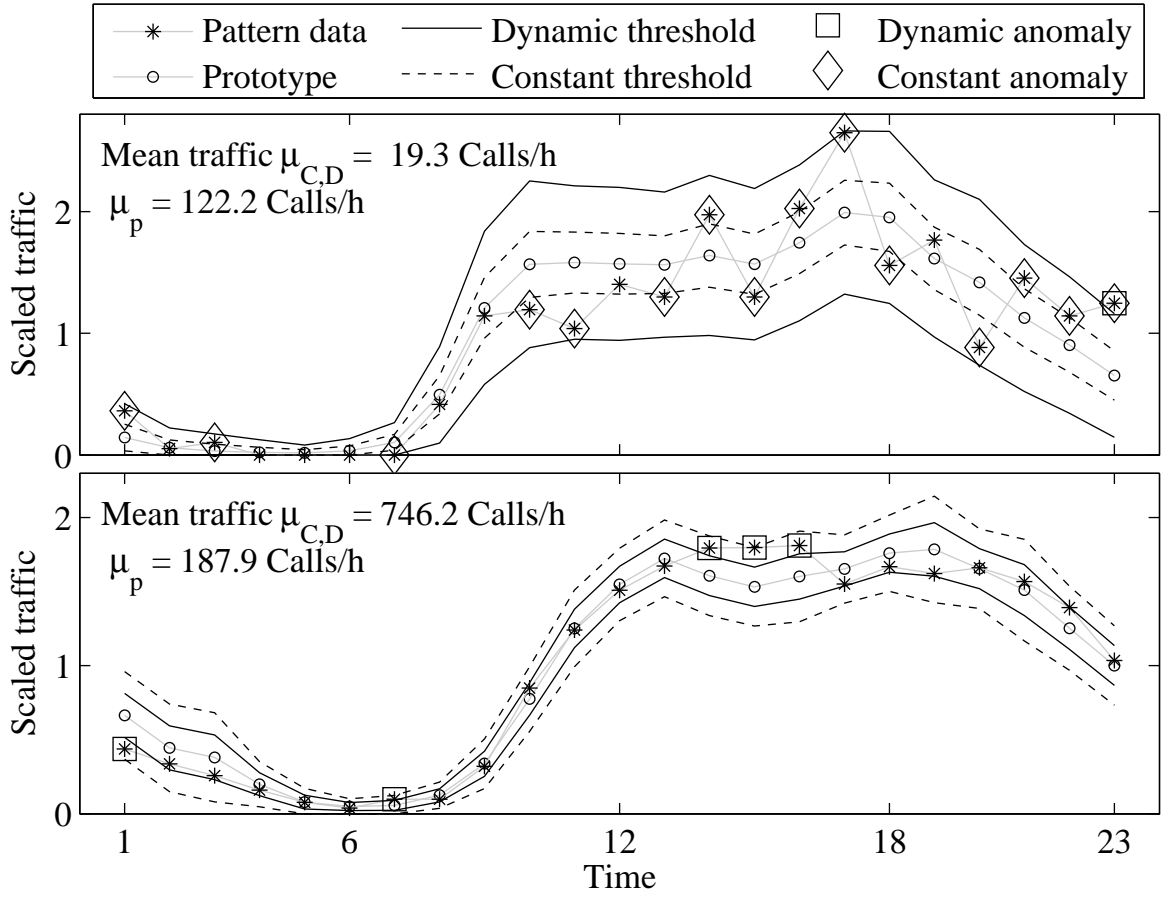 Pattern data Dynamic threshold Dynamic anomaly
Prototype Constant threshold Constant anomaly
Mean traffic μC,D = 19.3 Calls/h
μp = 122.2 Calls/h
Scaled traffic
2
1
0
Mean traffic μC,D = 746.2 Calls/h
μp = 187.9 Calls/h
Scaled traffic
2
1
0
1 6 12 18 23
Time